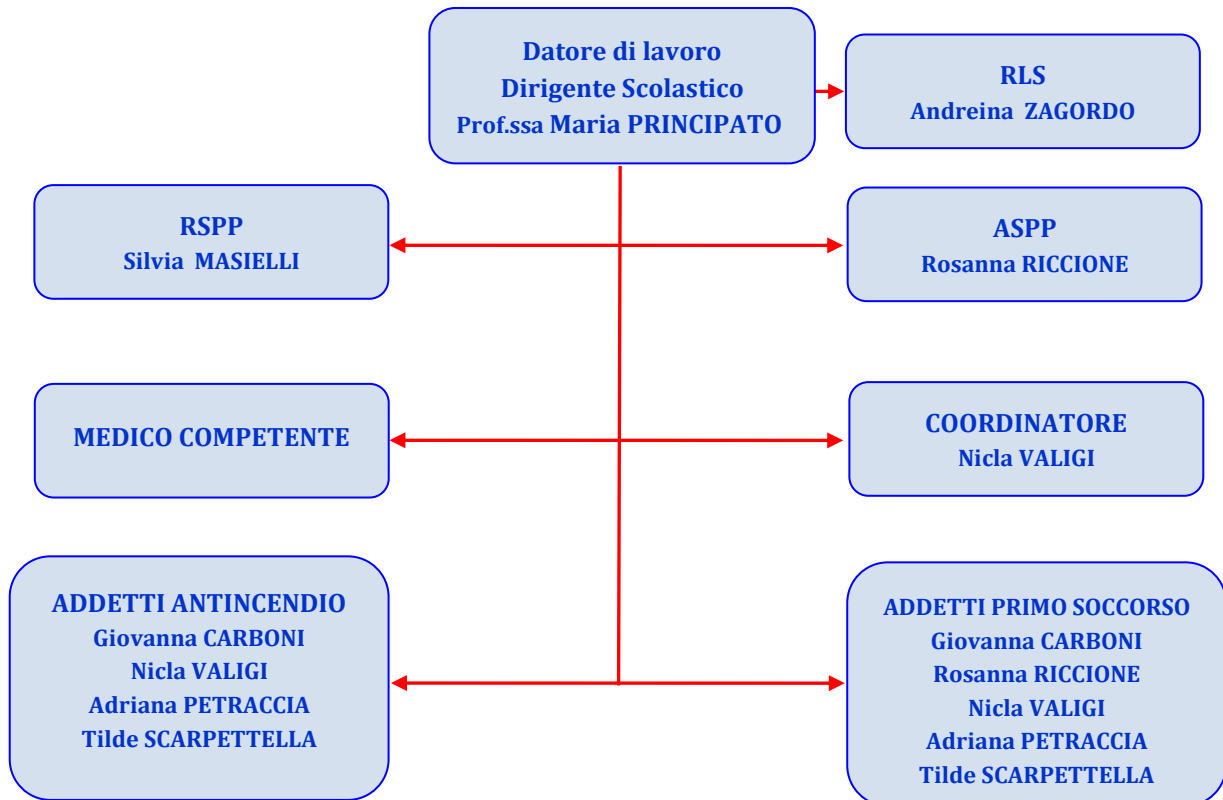 Datore di lavoro
Dirigente Scolastico
Prof.ssa Maria PRINCIPATO
RLS
Andreina ZAGORDO
RSPP
Silvia MASIELLI
ASPP
Rosanna RICCIONE
MEDICO COMPETENTE
COORDINATORE
Nicla VALIGI
ADDETTI ANTINCENDIO
Giovanna CARBONI
Nicla VALIGI
Adriana PETRACCIA
Tilde SCARPETTELLA
ADDETTI PRIMO SOCCORSO
Giovanna CARBONI
Rosanna RICCIONE
Nicla VALIGI
Adriana PETRACCIA
Tilde SCARPETTELLA